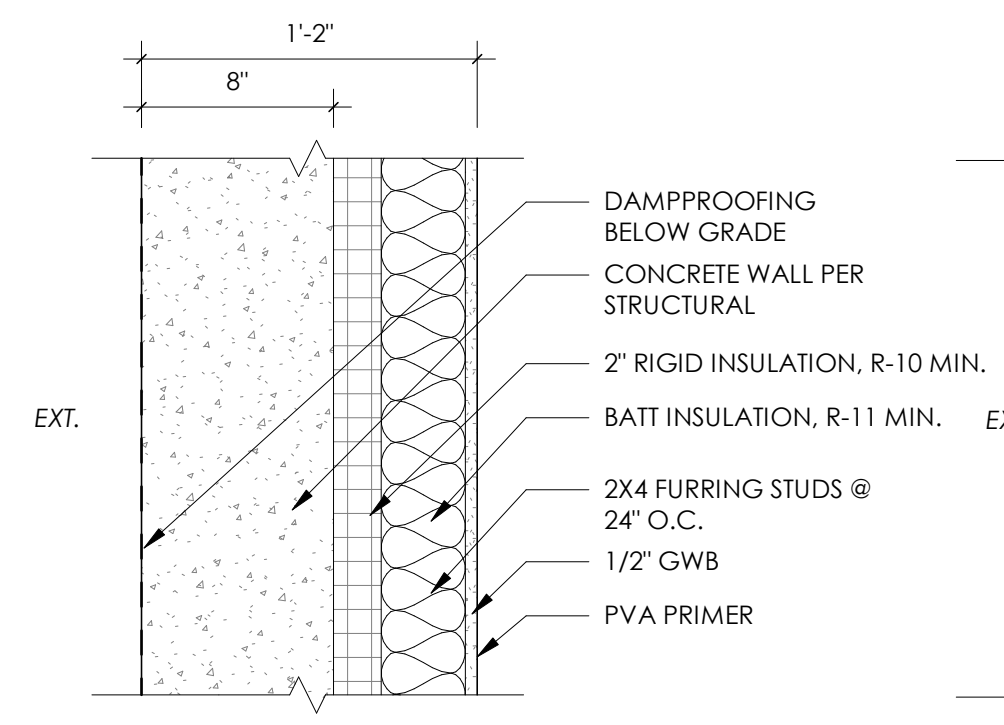 1'-2"
8"
DAMPPROOFING
BELOW GRADE
CONCRETE WALL PER
STRUCTURAL
2" RIGID INSULATION, R-10 MIN.
BATT INSULATION, R-11 MIN.
EXT.
2X4 FURRING STUDS @
24" O.C.
1/2" GWB
PVA PRIMER